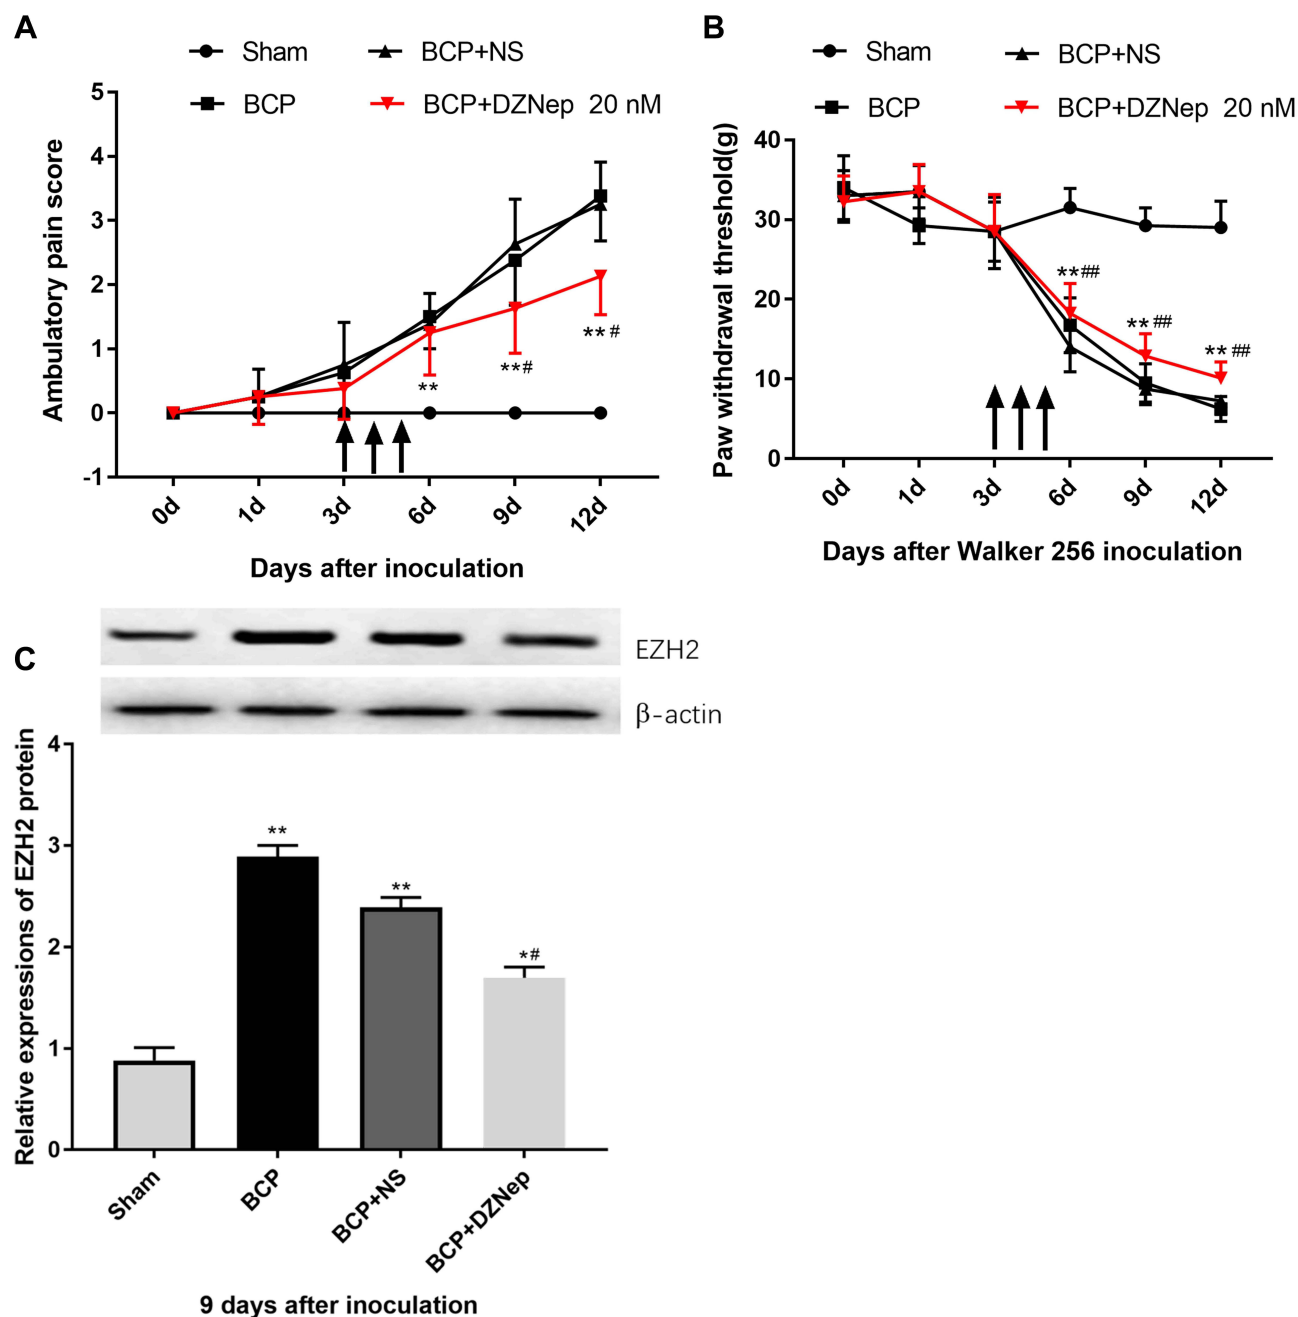 A
Sham
BCP+NS
BCP
BCP+DZNep 20 nM
Ambulatory pain score
5
4
3
2
1
0
-1
**
**#
**#
0d
1d
3d
6d
9d
12d
Days after inoculation
B
Sham
BCP+NS
BCP
BCP+DZNep 20 nM
Paw withdrawal threshold(g)
40
30
20
10
0
**##
**##
**##
0d
1d
3d
6d
9d
12d
Days after Walker 256 inoculation
C
EZH2
β-actin
Relative expressions of EZH2 protein
4
3
2
1
0
**
**
*#
Sham
BCP
BCP+NS
BCP+DZNep
9 days after inoculation